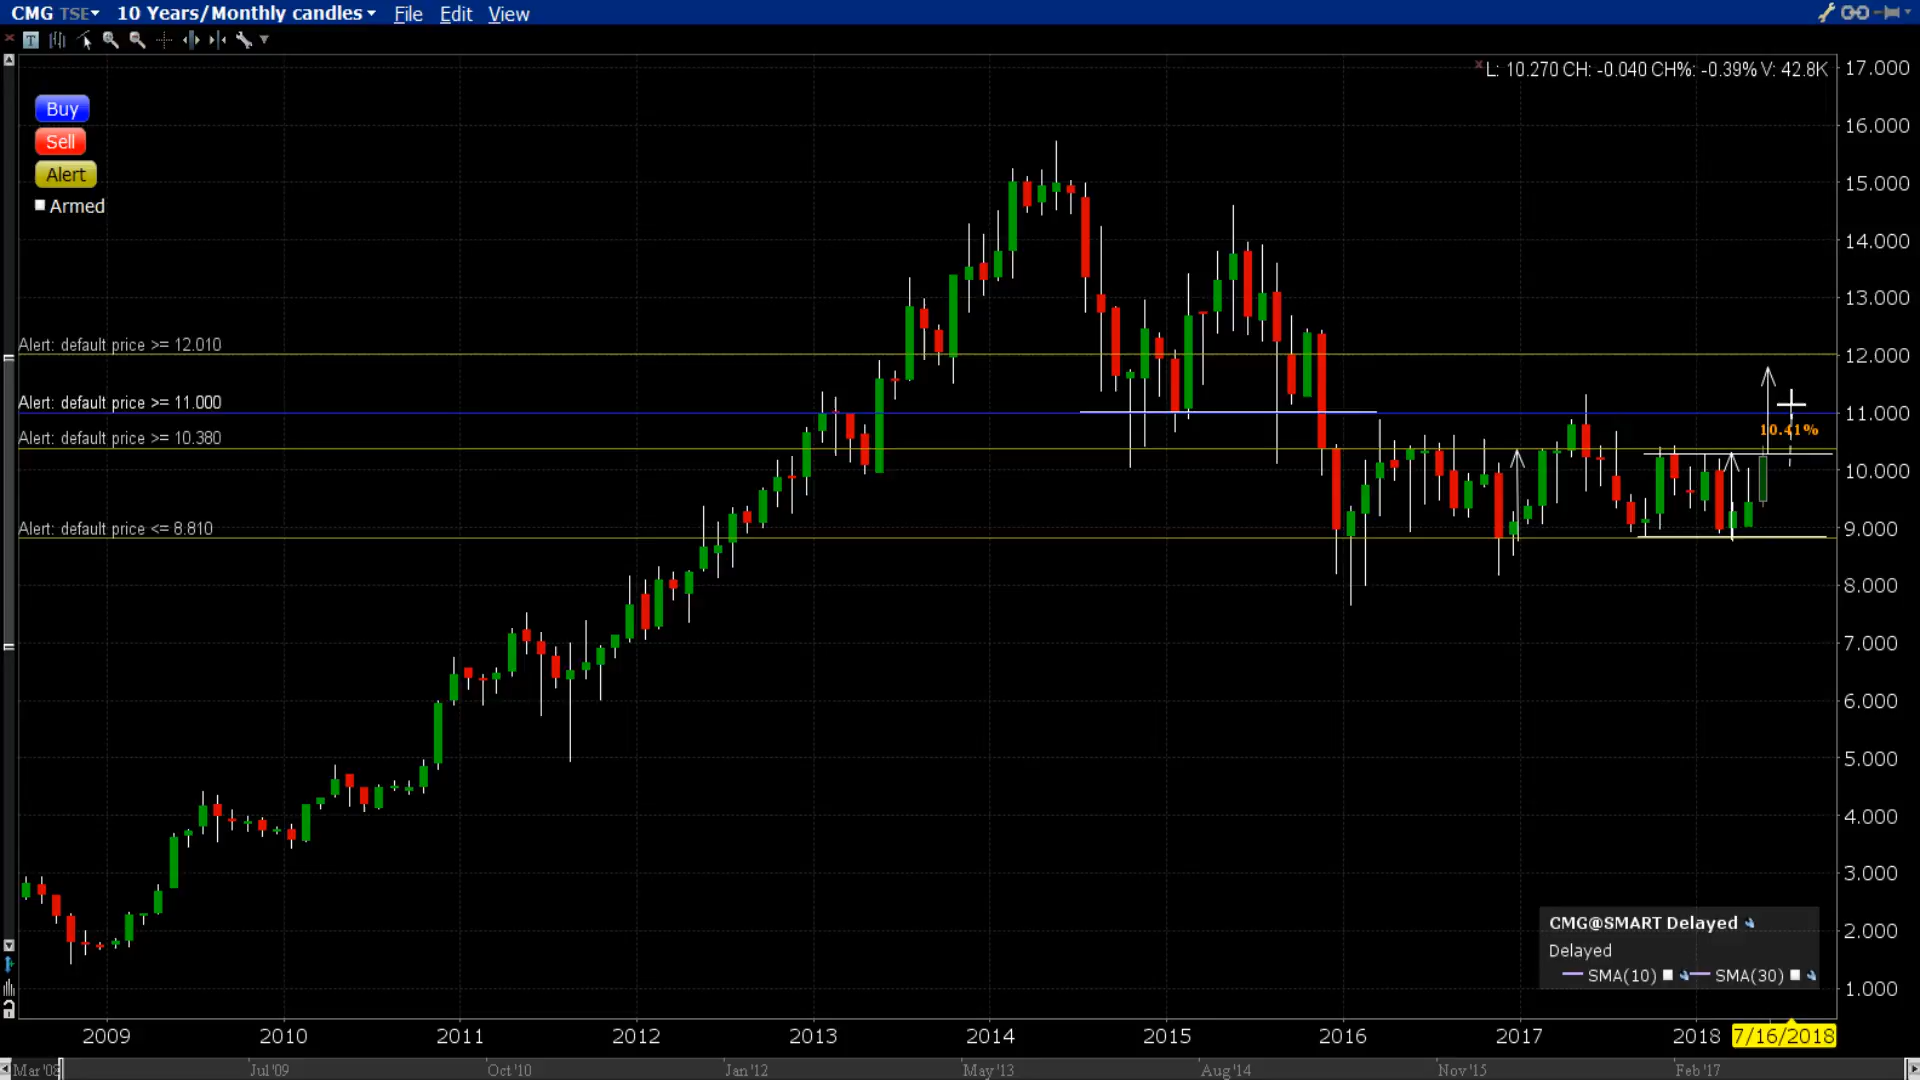 CMG TSE 10 Years/Monthly candles File Edit View
L: 10.270 CH: -0.040 CH%: -0.39% V: 42.8K
Buy
Sell
Alert
Armed
17.000
16.000
15.000
14.000
13.000
Alert: default price >= 12.010
12.000
Alert: default price >= 11.000
11.000
10.41%
Alert: default price >= 10.380
10.000
Alert: default price <= 8.810
9.000
8.000
7.000
6.000
5.000
4.000
3.000
2.000
1.000
CMG@SMART Delayed
Delayed
SMA(10) SMA(30)
2009 2010 2011 2012 2013 2014 2015 2016 2017 2018 7/16/2018
Jul'09 Oct'10 Jan'12 May'13 Aug'14 Nov'15 Feb'17